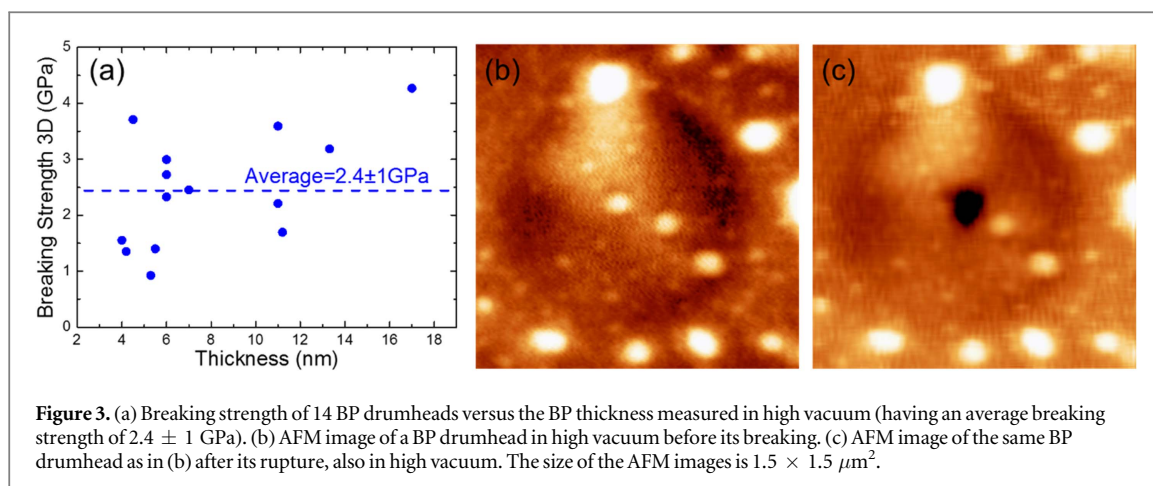 (a)
Breaking Strength 3D (GPa)
5
4
3
2
1
0
Average=2.4±1GPa
2 4 6 8 10 12 14 16 18
Thickness (nm)
(b)
(c)
Figure 3. (a) Breaking strength of 14 BP drumheads versus the BP thickness measured in high vacuum (having an average breaking
strength of 2.4 ± 1 GPa). (b) AFM image of a BP drumhead in high vacuum before its breaking. (c) AFM image of the same BP
drumhead as in (b) after its rupture, also in high vacuum. The size of the AFM images is 1.5 × 1.5 μm².